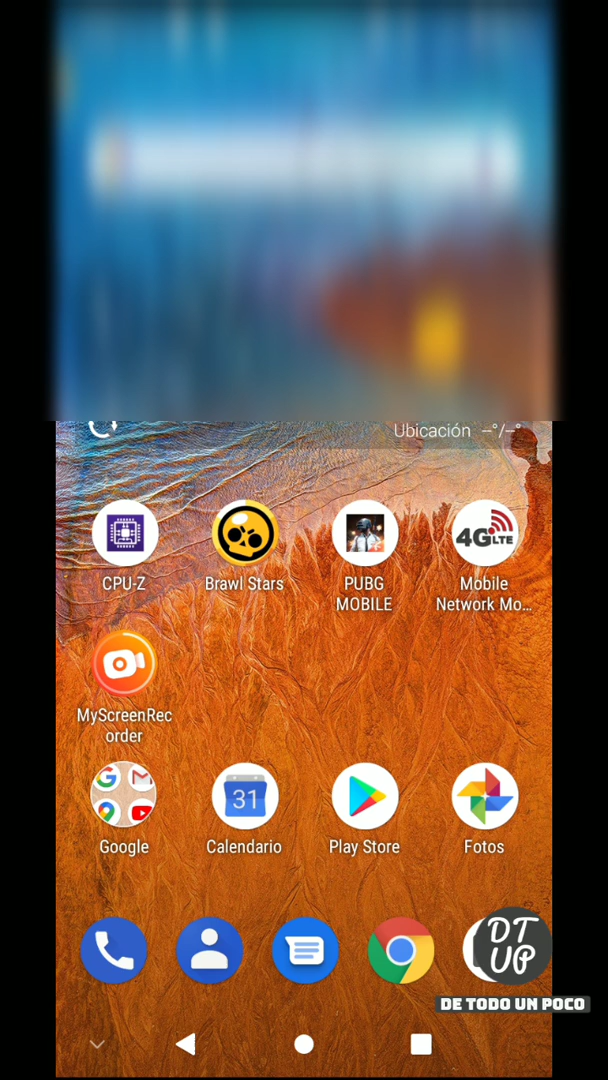 Ubicación --°/--°
CPU-Z
Brawl Stars
PUBG
MOBILE
4G LTE
Mobile
Network Mo...
MyScreenRec
order
31
Google
Calendario
Play Store
Fotos
DT
UP
DE TODO UN POCO